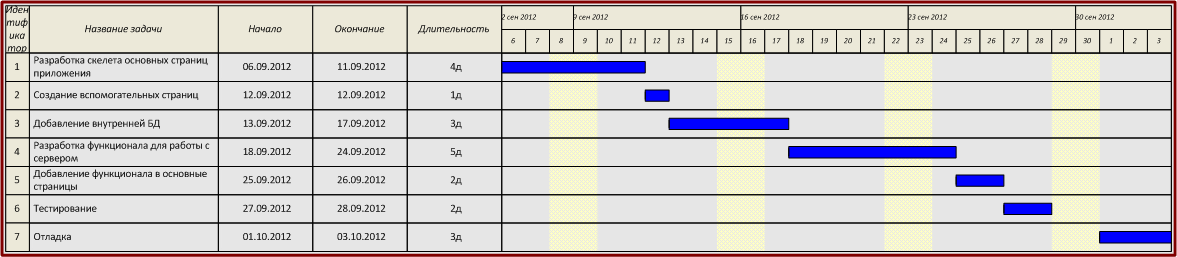 Иден
тиф
ика
тор
Название задачи
Начало
Окончание
Длительность
2 сен 2012
9 сен 2012
16 сен 2012
23 сен 2012
30 сен 2012
6 7 8 9 10 11 12 13 14 15 16 17 18 19 20 21 22 23 24 25 26 27 28 29 30 1 2 3
1
Разработка скелета основных страниц
приложения
06.09.2012
11.09.2012
4д
2
Создание вспомогательных страниц
12.09.2012
12.09.2012
1д
3
Добавление внутренней БД
13.09.2012
17.09.2012
3д
4
Разработка функционала для работы с
сервером
18.09.2012
24.09.2012
5д
5
Добавление функционала в основные
страницы
25.09.2012
26.09.2012
2д
6
Тестирование
27.09.2012
28.09.2012
2д
7
Отладка
01.10.2012
03.10.2012
3д